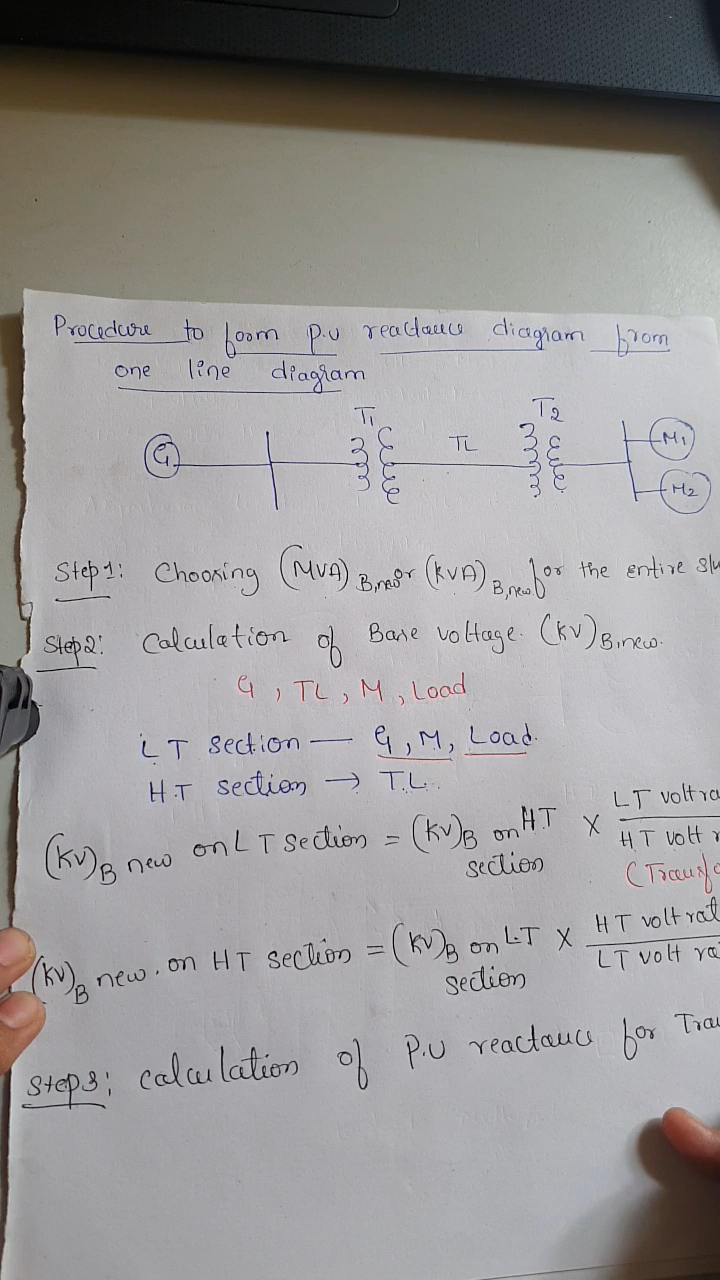 Procedure to form p.u reactance diagram from
one line diagram
T1
T2
G
TL
M1
M2
Step1: Choosing (MVA) B,new or (KVA) B,new for the entire
Step2: Calculation of Base voltage. (KV) B,new.
G, TL, M, Load
LT section — G, M, Load.
H.T section → T.L.
(KV)B new on LT section = (KV)B on HT section × LT volt / HT volt
(KV)B new. on HT section = (KV)B on L.T section × HT volt / LT volt
Step3: calculation of P.U reactance for